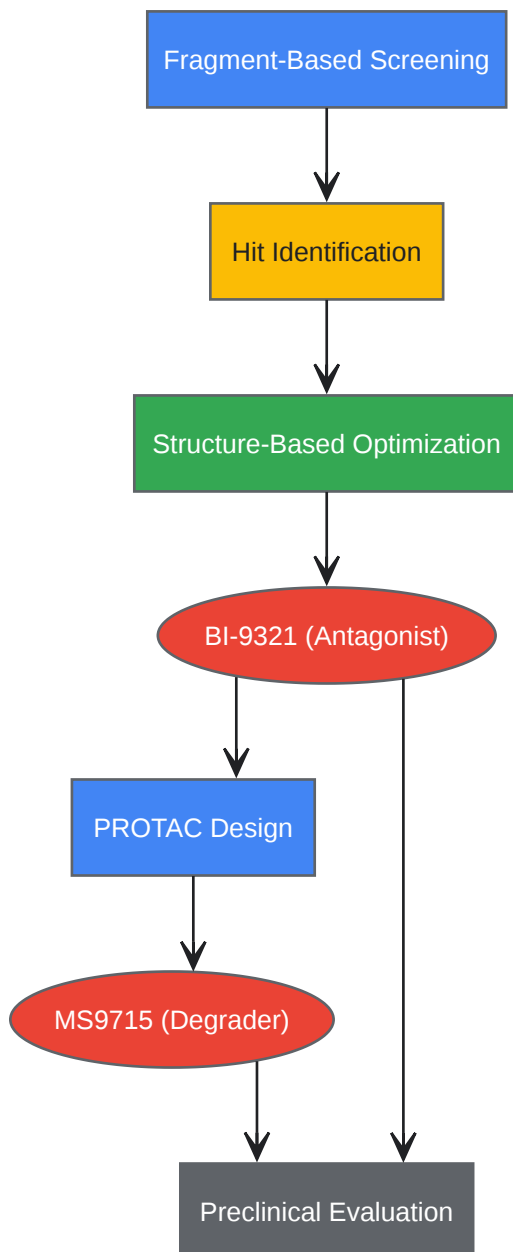 Fragment-Based Screening
Hit Identification
Structure-Based Optimization
BI-9321 (Antagonist)
PROTAC Design
MS9715 (Degrader)
Preclinical Evaluation